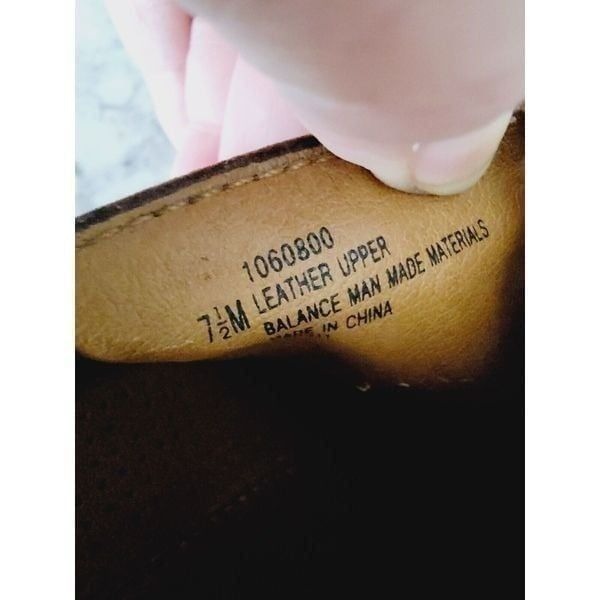 1060800
7½M LEATHER UPPER
BALANCE MAN MADE MATERIALS
MADE IN CHINA